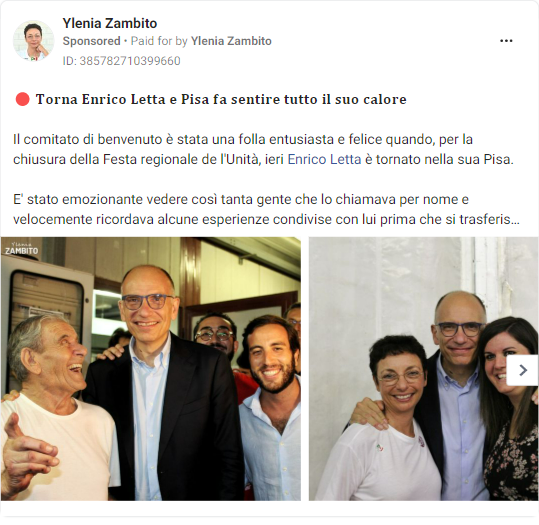 Ylenia Zambito
Sponsored • Paid for by Ylenia Zambito
ID: 385782710399660
🔴 Torna Enrico Letta e Pisa fa sentire tutto il suo calore
Il comitato di benvenuto è stata una folla entusiasta e felice quando, per la
chiusura della Festa regionale de l'Unità, ieri Enrico Letta è tornato nella sua Pisa.
E' stato emozionante vedere così tanta gente che lo chiamava per nome e
velocemente ricordava alcune esperienze condivise con lui prima che si trasferis...
Ylenia
ZAMBITO